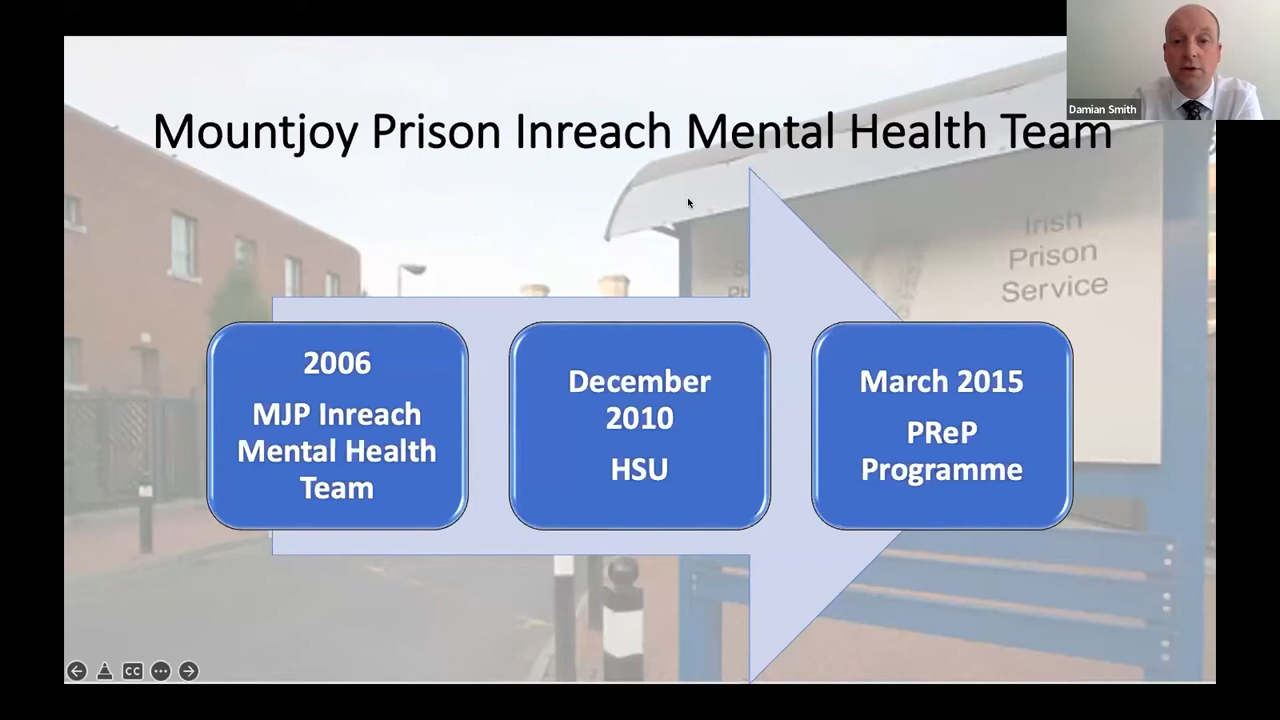 Damian Smith
Mountjoy Prison Inreach Mental Health Team
Irish
Prison
Service
2006
MJP Inreach
Mental Health
Team
December
2010
HSU
March 2015
PReP
Programme
CC